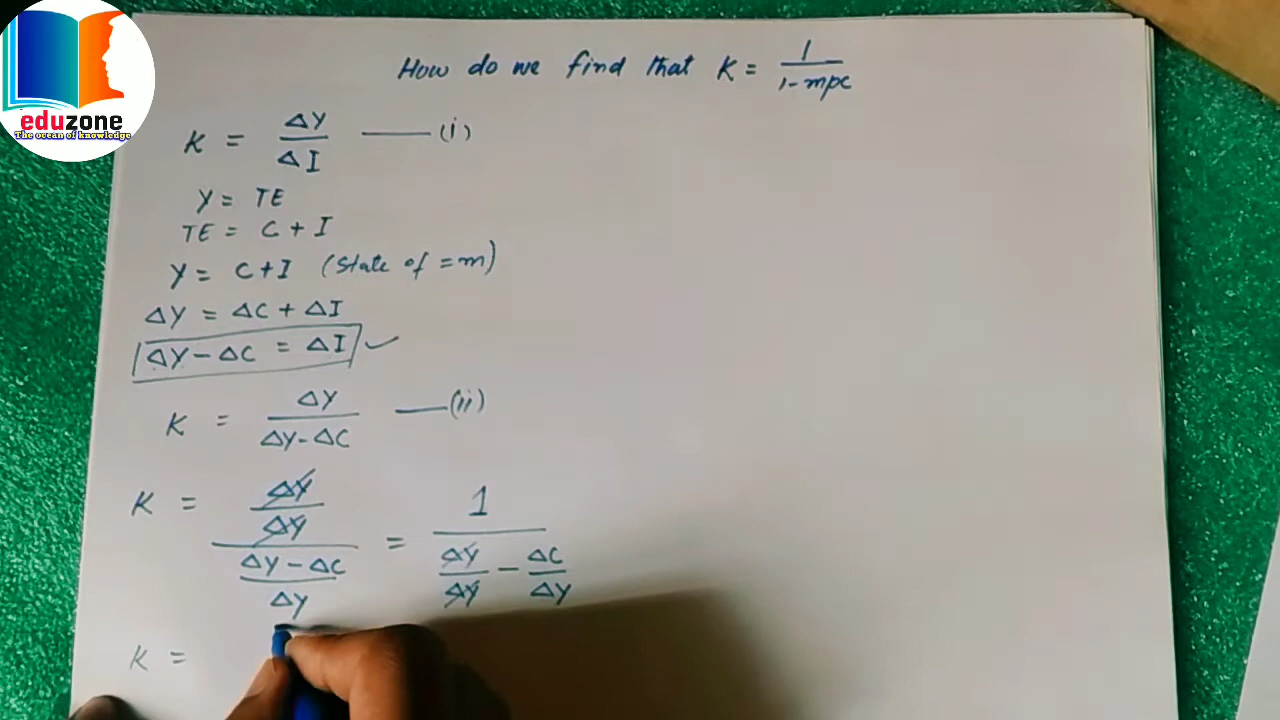 eduzone
The ocean of knowledge
How do we find that K = 1/(1-mpc)
K = ΔY/ΔI —— (i)
Y = TE
TE = C + I
Y = C+I (State of =m)
ΔY = ΔC + ΔI
ΔY - ΔC = ΔI ✓
K = ΔY/(ΔY-ΔC) —— (ii)
K = (ΔY/ΔY)/((ΔY - ΔC)/ΔY) = 1/(ΔY/ΔY - ΔC/ΔY)
K =